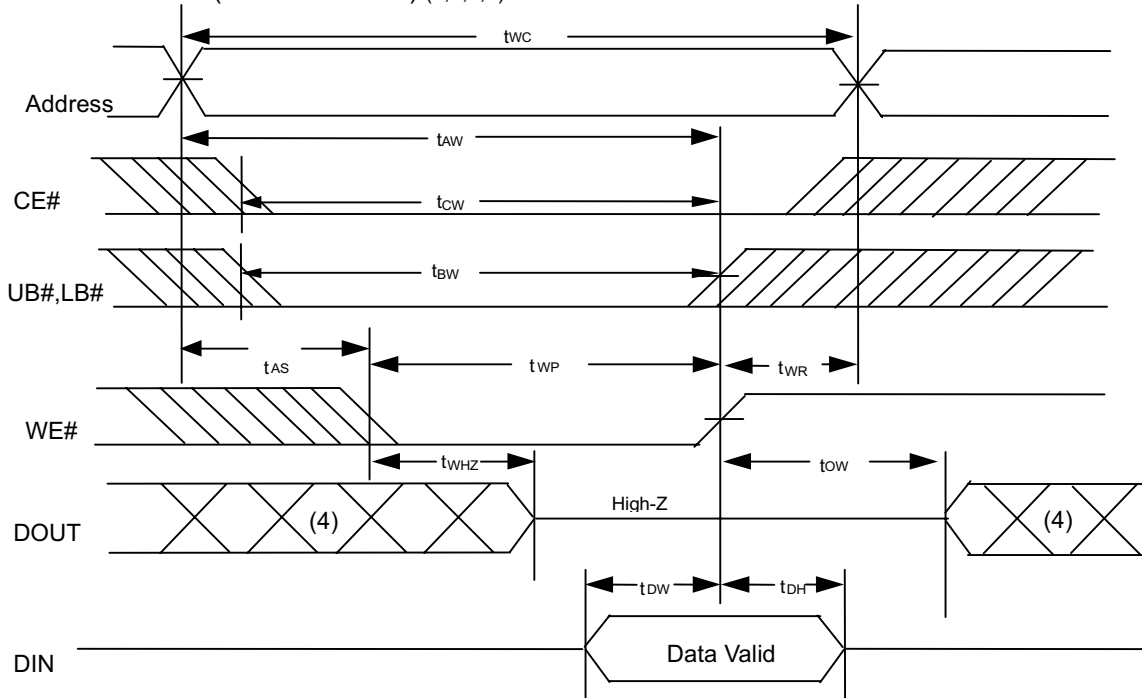 tWC
Address
tAW
CE#
tCW
tBW
UB#,LB#
tAS
tWP
tWR
WE#
tWHZ
tOW
High-Z
(4)
(4)
DOUT
tDW
tDH
Data Valid
DIN